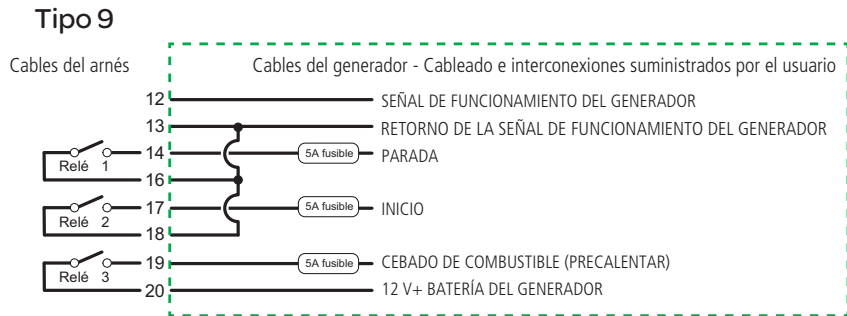 Tipo 9
Cables del arnés
Cables del generador - Cableado e interconexiones suministrados por el usuario
12 SEÑAL DE FUNCIONAMIENTO DEL GENERADOR
13 RETORNO DE LA SEÑAL DE FUNCIONAMIENTO DEL GENERADOR
14 5A fusible PARADA
Relé 1
16
17 5A fusible INICIO
Relé 2
18
19 5A fusible CEBADO DE COMBUSTIBLE (PRECALENTAR)
Relé 3
20 12 V+ BATERÍA DEL GENERADOR